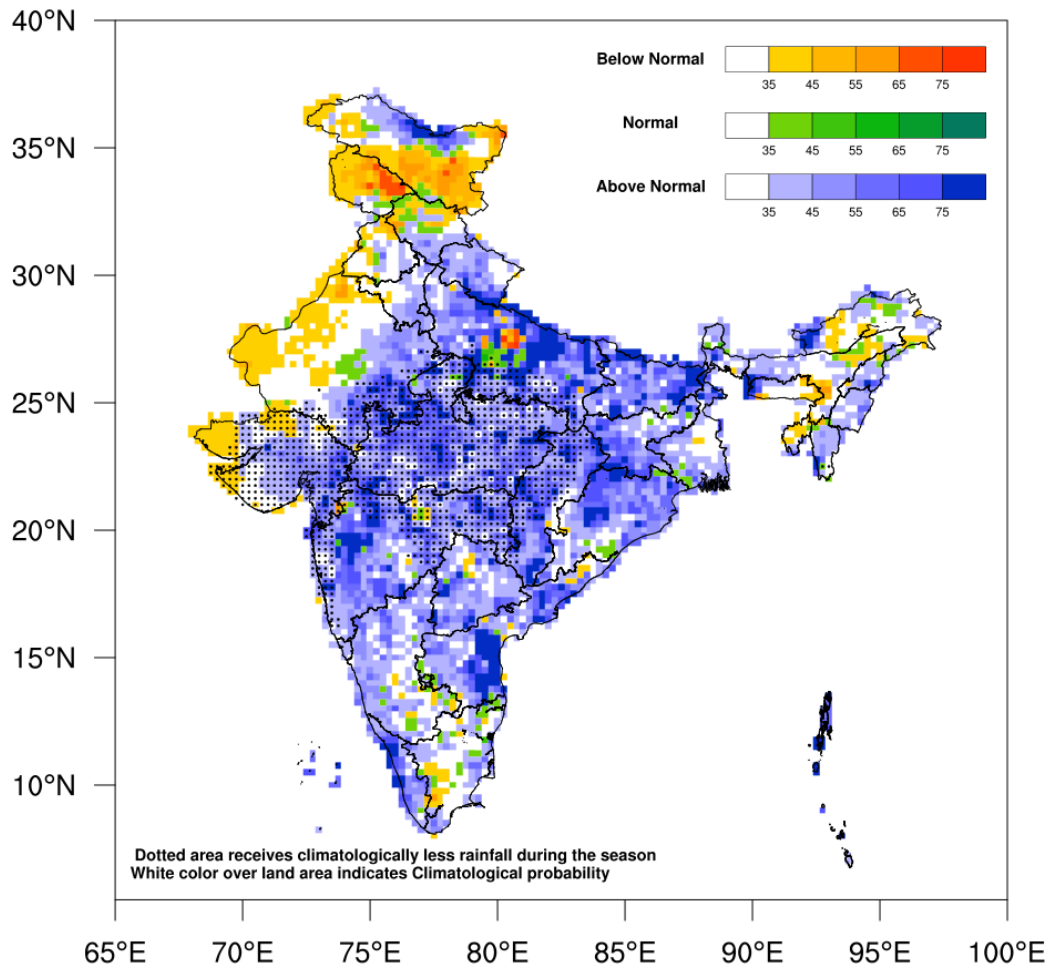 40°N
Below Normal
35 45 55 65 75
Normal
35 45 55 65 75
35°N
Above Normal
35 45 55 65 75
30°N
25°N
20°N
15°N
10°N
Dotted area receives climatologically less rainfall during the season
White color over land area indicates Climatological probability
65°E 70°E 75°E 80°E 85°E 90°E 95°E 100°E